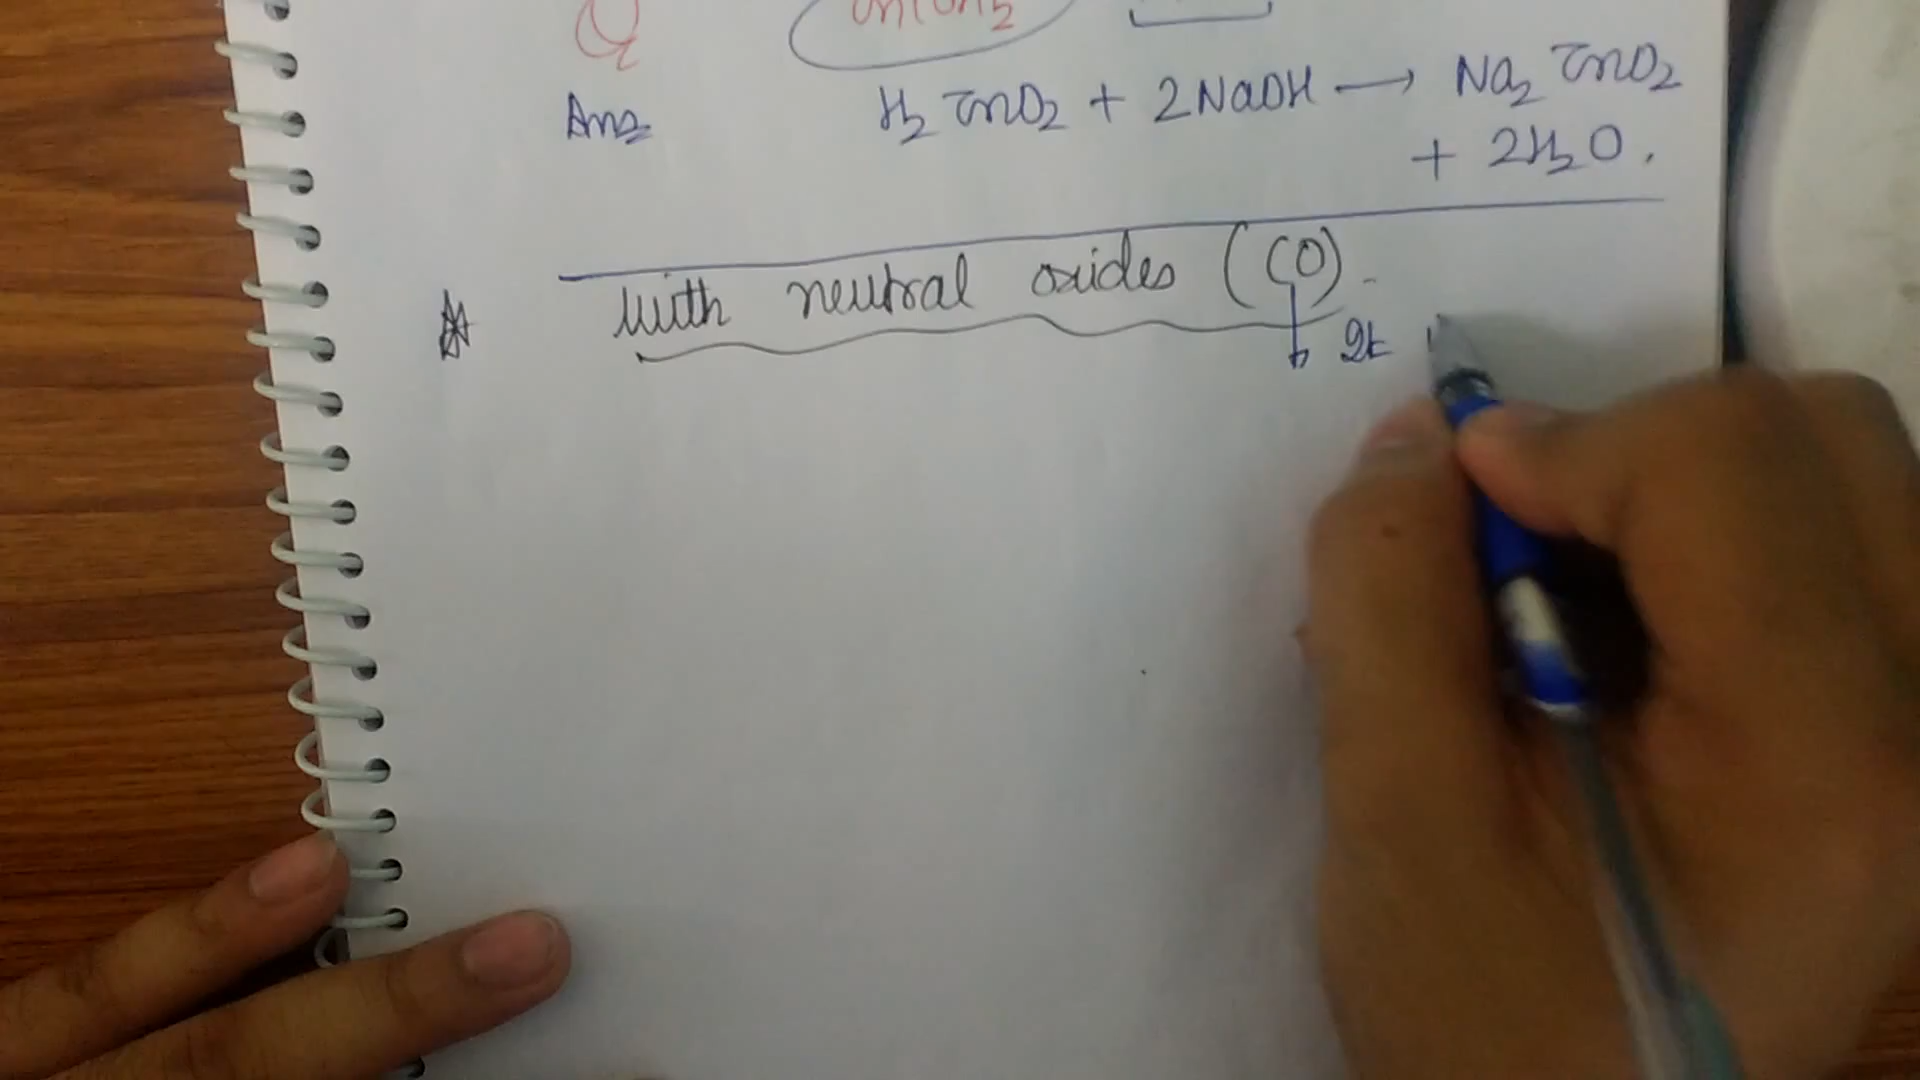 Q
Ans H₂ZnO₂ + 2NaOH → Na₂ZnO₂
+ 2H₂O.
with neutral oxides (CO).
It